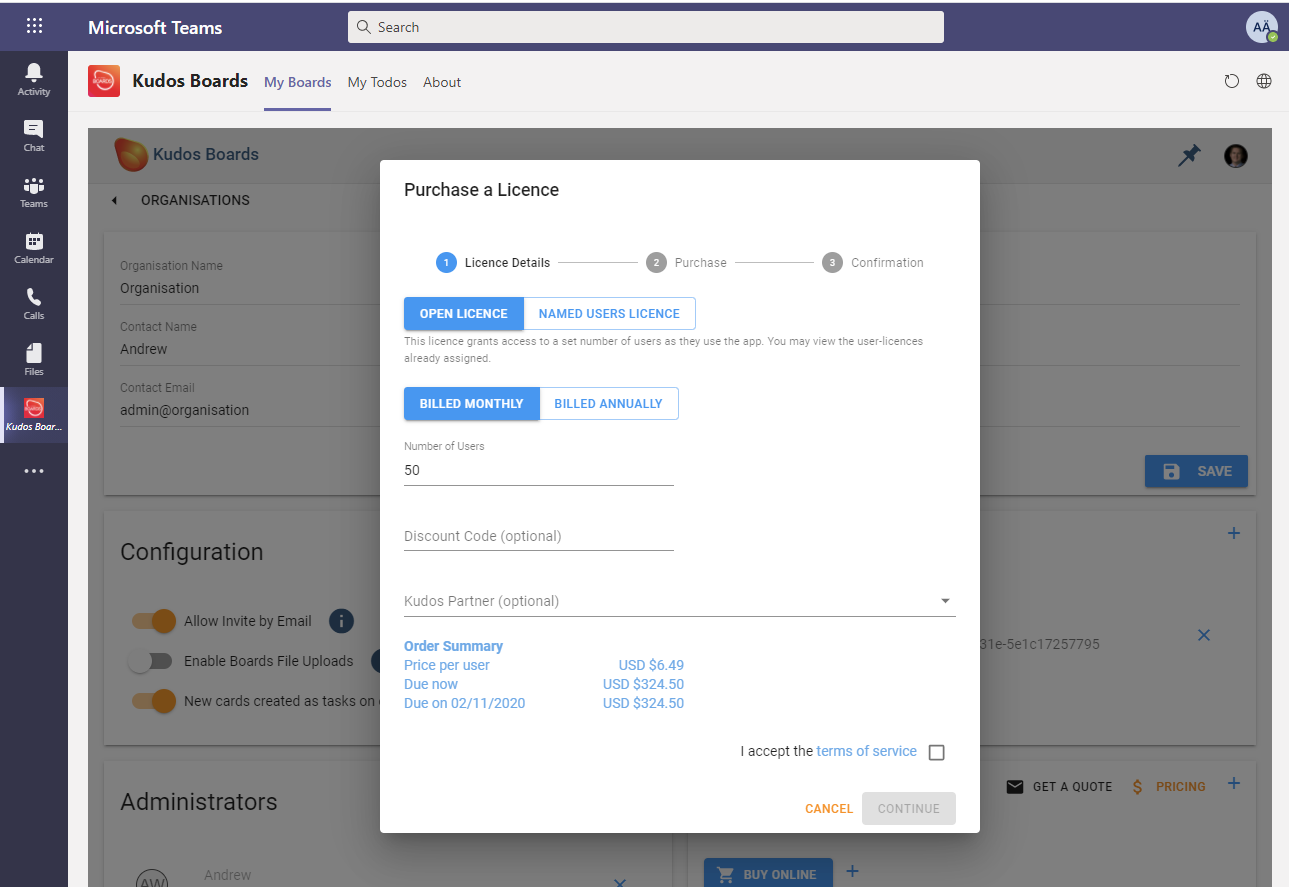 Microsoft Teams
Search
AÄ
Activity
Chat
Teams
Calendar
Calls
Files
Kudos Boar...
BOARDS
Kudos Boards
My Boards
My Todos
About
Kudos Boards
ORGANISATIONS
Organisation Name
Organisation
Contact Name
Andrew
Contact Email
admin@organisation
SAVE
Configuration
Allow Invite by Email
Enable Boards File Uploads
New cards created as tasks on
31e-5e1c17257795
Administrators
AW
Andrew
GET A QUOTE
PRICING
BUY ONLINE
Purchase a Licence
1 Licence Details
2 Purchase
3 Confirmation
OPEN LICENCE
NAMED USERS LICENCE
This licence grants access to a set number of users as they use the app. You may view the user-licences
already assigned.
BILLED MONTHLY
BILLED ANNUALLY
Number of Users
50
Discount Code (optional)
Kudos Partner (optional)
Order Summary
Price per user USD $6.49
Due now USD $324.50
Due on 02/11/2020 USD $324.50
I accept the terms of service
CANCEL
CONTINUE